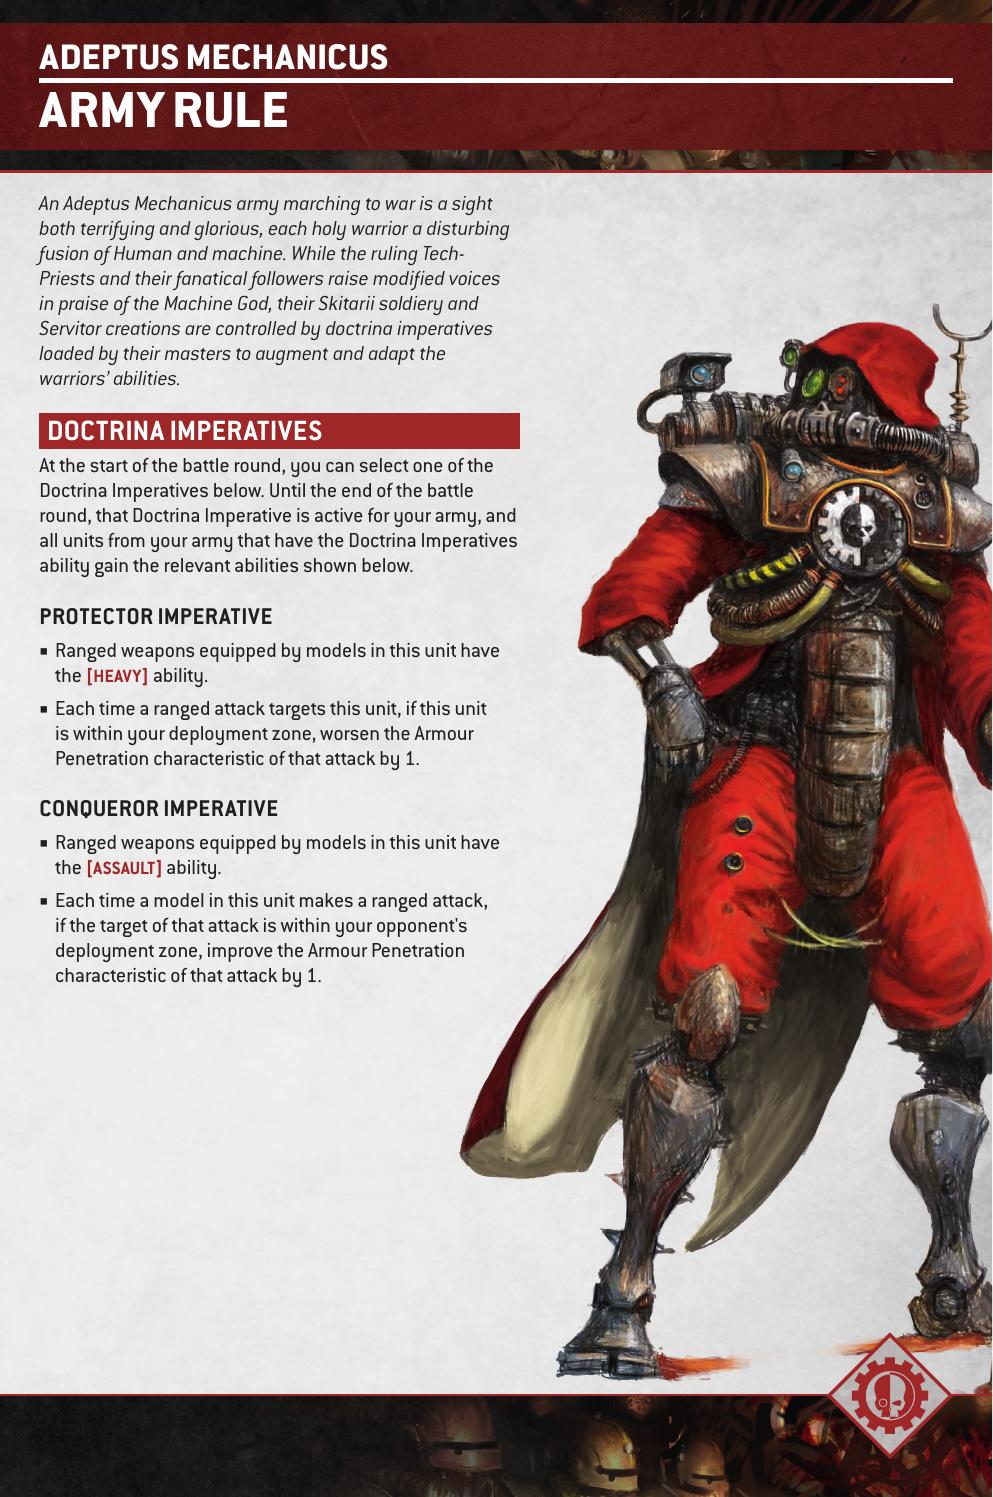 ADEPTUS MECHANICUS
ARMY RULE
An Adeptus Mechanicus army marching to war is a sight
both terrifying and glorious, each holy warrior a disturbing
fusion of Human and machine. While the ruling Tech-
Priests and their fanatical followers raise modified voices
in praise of the Machine God, their Skitarii soldiery and
Servitor creations are controlled by doctrina imperatives
loaded by their masters to augment and adapt the
warriors’ abilities.
DOCTRINA IMPERATIVES
At the start of the battle round, you can select one of the
Doctrina Imperatives below. Until the end of the battle
round, that Doctrina Imperative is active for your army, and
all units from your army that have the Doctrina Imperatives
ability gain the relevant abilities shown below.
PROTECTOR IMPERATIVE
▪ Ranged weapons equipped by models in this unit have
the [HEAVY] ability.
▪ Each time a ranged attack targets this unit, if this unit
is within your deployment zone, worsen the Armour
Penetration characteristic of that attack by 1.
CONQUEROR IMPERATIVE
▪ Ranged weapons equipped by models in this unit have
the [ASSAULT] ability.
▪ Each time a model in this unit makes a ranged attack,
if the target of that attack is within your opponent's
deployment zone, improve the Armour Penetration
characteristic of that attack by 1.